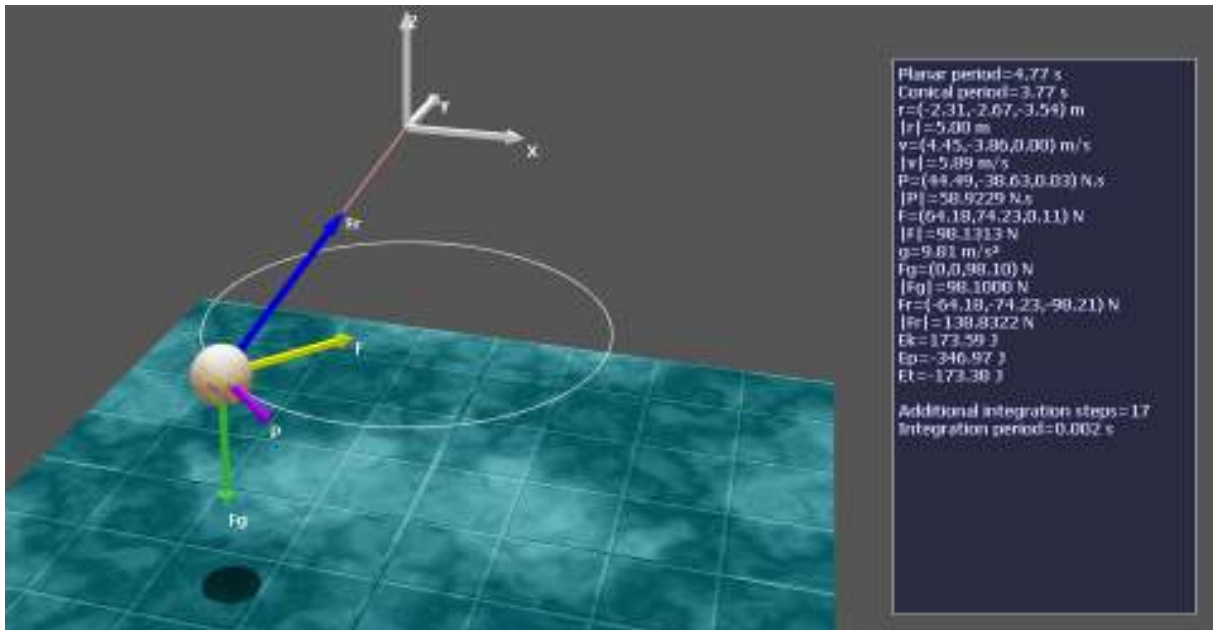 Z
Y
X
Fr
F
P
Fg
Planar period=4.77 s
Conical period=3.77 s
r=(-2.31,-2.67,-3.54) m
|r|=5.00 m
v=(4.45,-3.86,0.00) m/s
|v|=5.89 m/s
P=(44.49,-38.63,0.03) N.s
|P|=58.9229 N.s
F=(64.18,74.23,0.11) N
|F|=98.1313 N
g=9.81 m/s²
Fg=(0,0,98.10) N
|Fg|=98.1000 N
Fr=(-64.18,-74.23,-98.21) N
|Fr|=138.8322 N
Ek=173.59 J
Ep=-346.97 J
Et=-173.38 J
Additional integration steps=17
Integration period=0.002 s